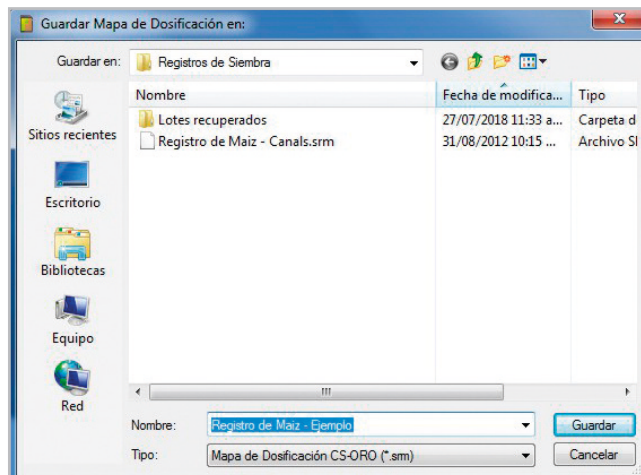 Guardar Mapa de Dosificación en:
Guardar en: Registros de Siembra
Nombre Fecha de modifica... Tipo
Lotes recuperados 27/07/2018 11:33 a... Carpeta d
Registro de Maiz - Canals.srm 31/08/2012 10:15 ... Archivo SI
Sitios recientes
Escritorio
Bibliotecas
Equipo
Red
Nombre: Registro de Maiz - Ejemplo Guardar
Tipo: Mapa de Dosificación CS-ORO (*.srm) Cancelar